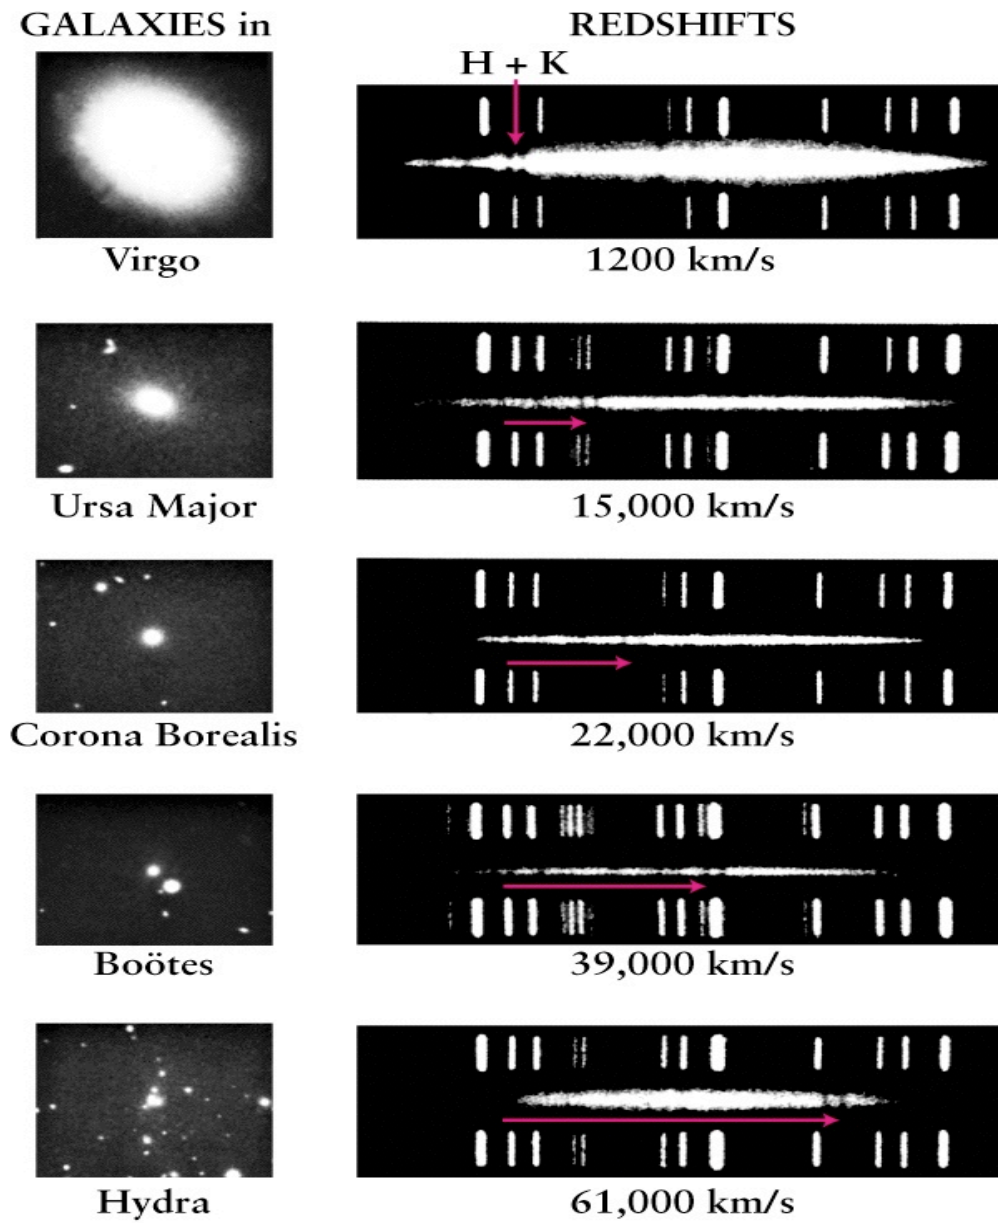 GALAXIES in
REDSHIFTS
H + K
Virgo
1200 km/s
Ursa Major
15,000 km/s
Corona Borealis
22,000 km/s
Boötes
39,000 km/s
Hydra
61,000 km/s